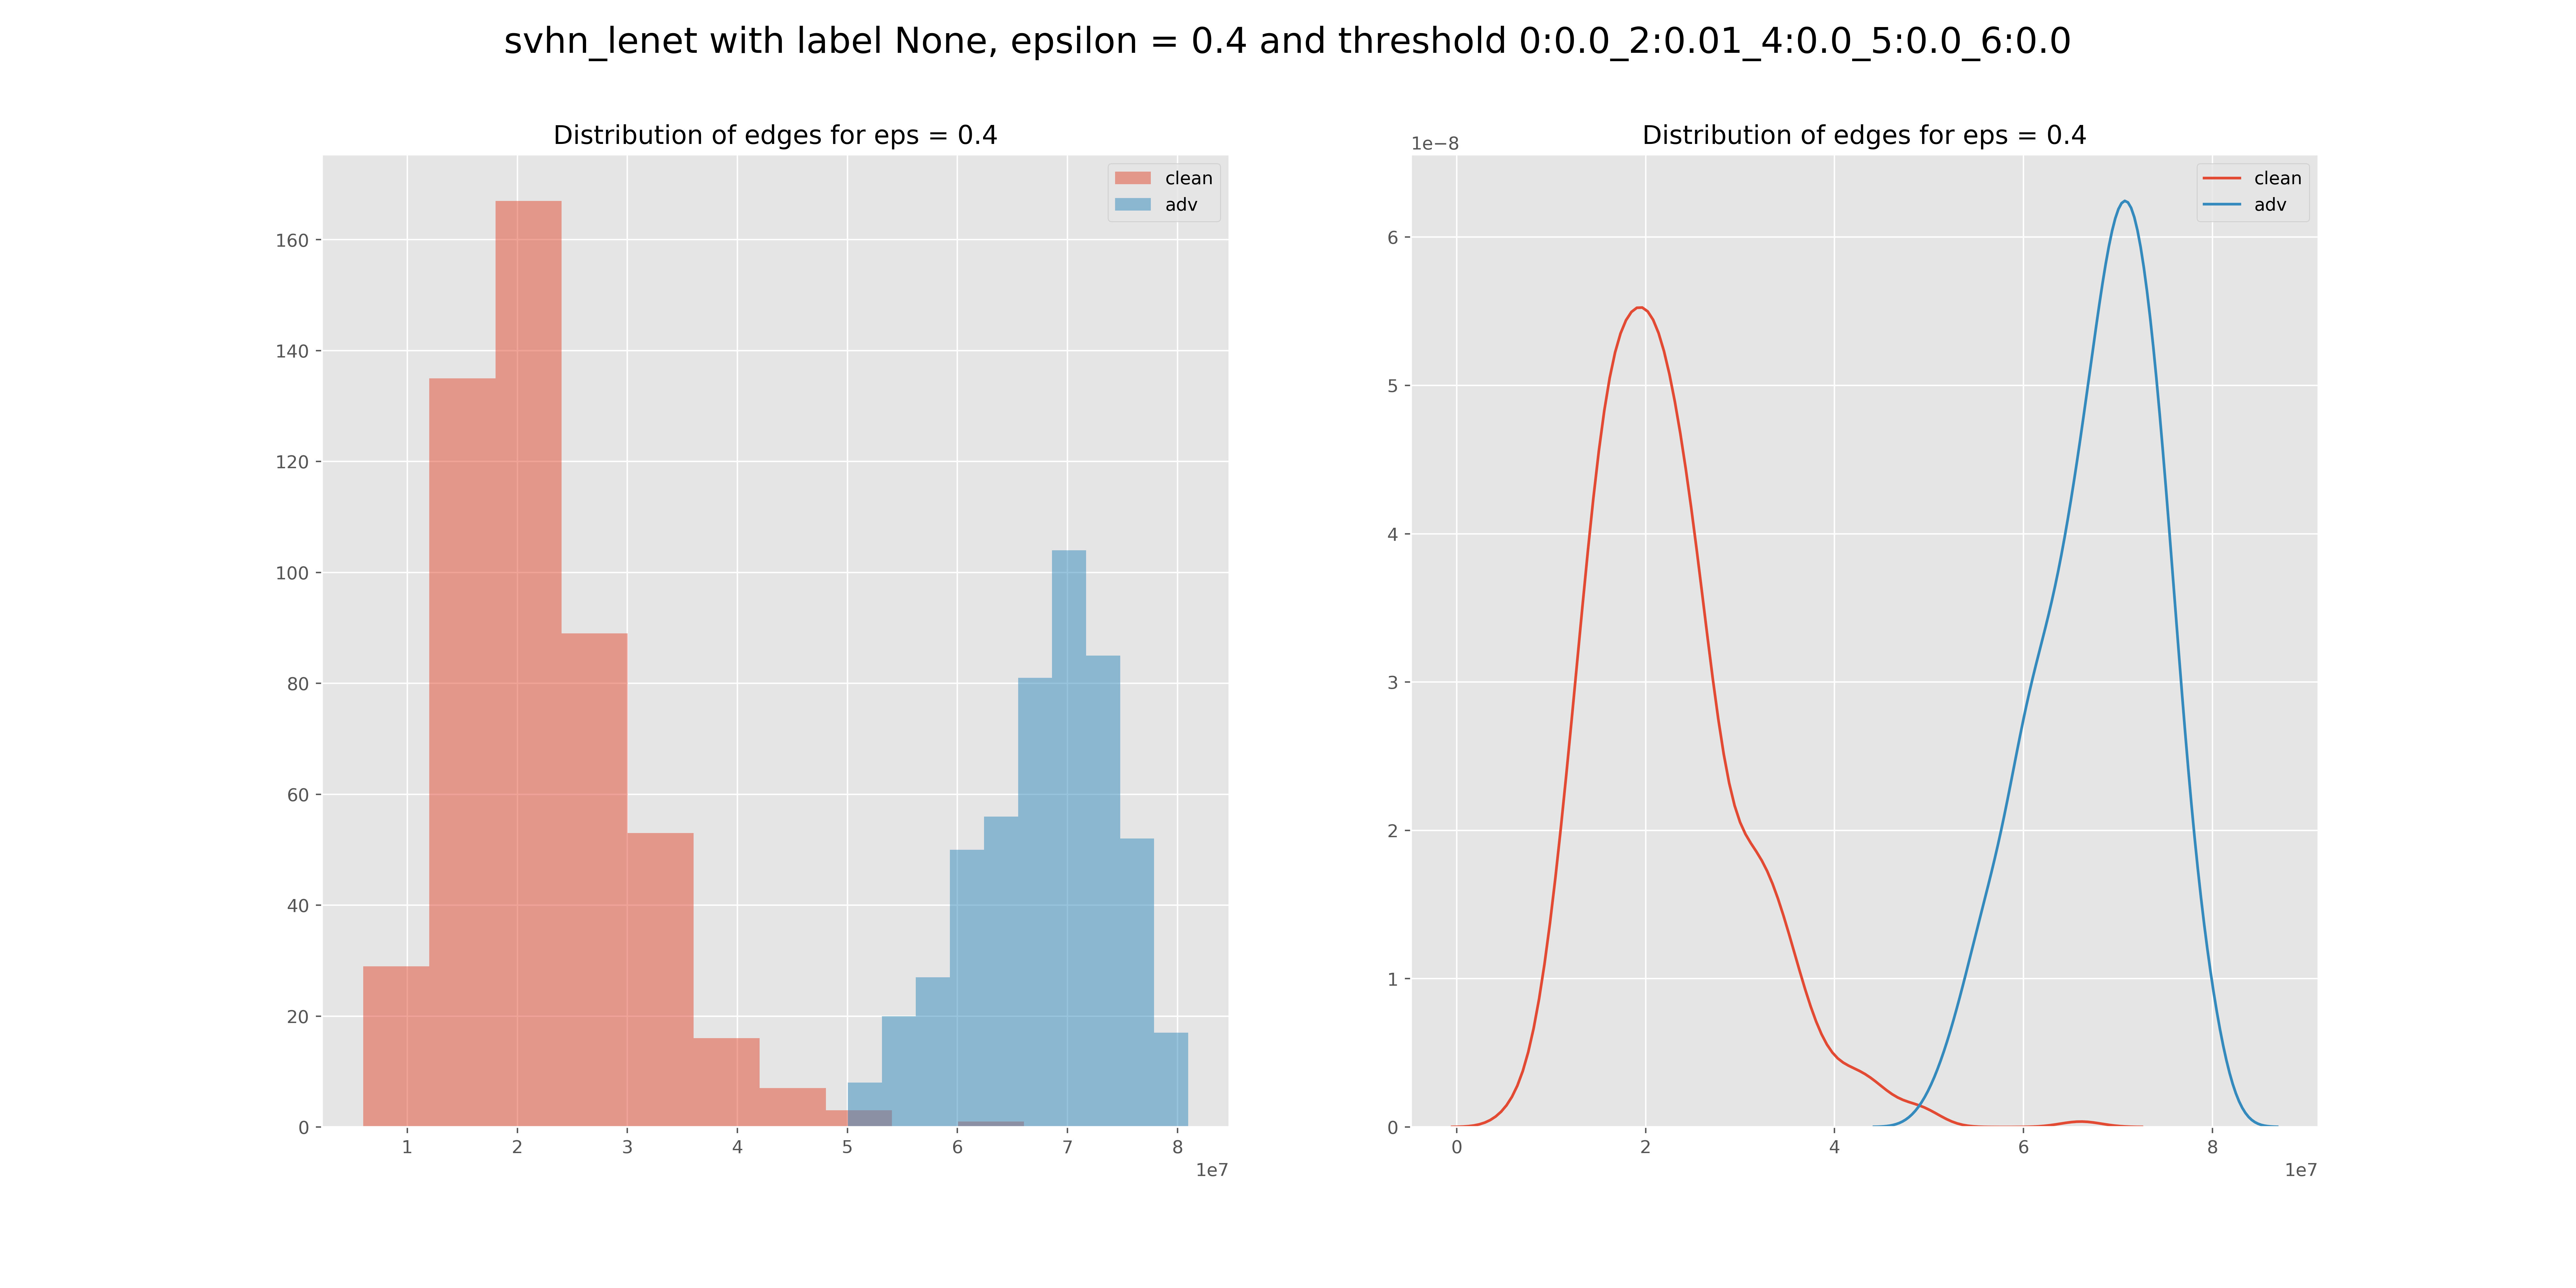 svhn_lenet with label None, epsilon = 0.4 and threshold 0:0.0_2:0.01_4:0.0_5:0.0_6:0.0
Distribution of edges for eps = 0.4
clean
adv
160
140
120
100
80
60
40
20
0
1 2 3 4 5 6 7 8
1e7
Distribution of edges for eps = 0.4
1e−8
clean
adv
6
5
4
3
2
1
0
0 2 4 6 8
1e7